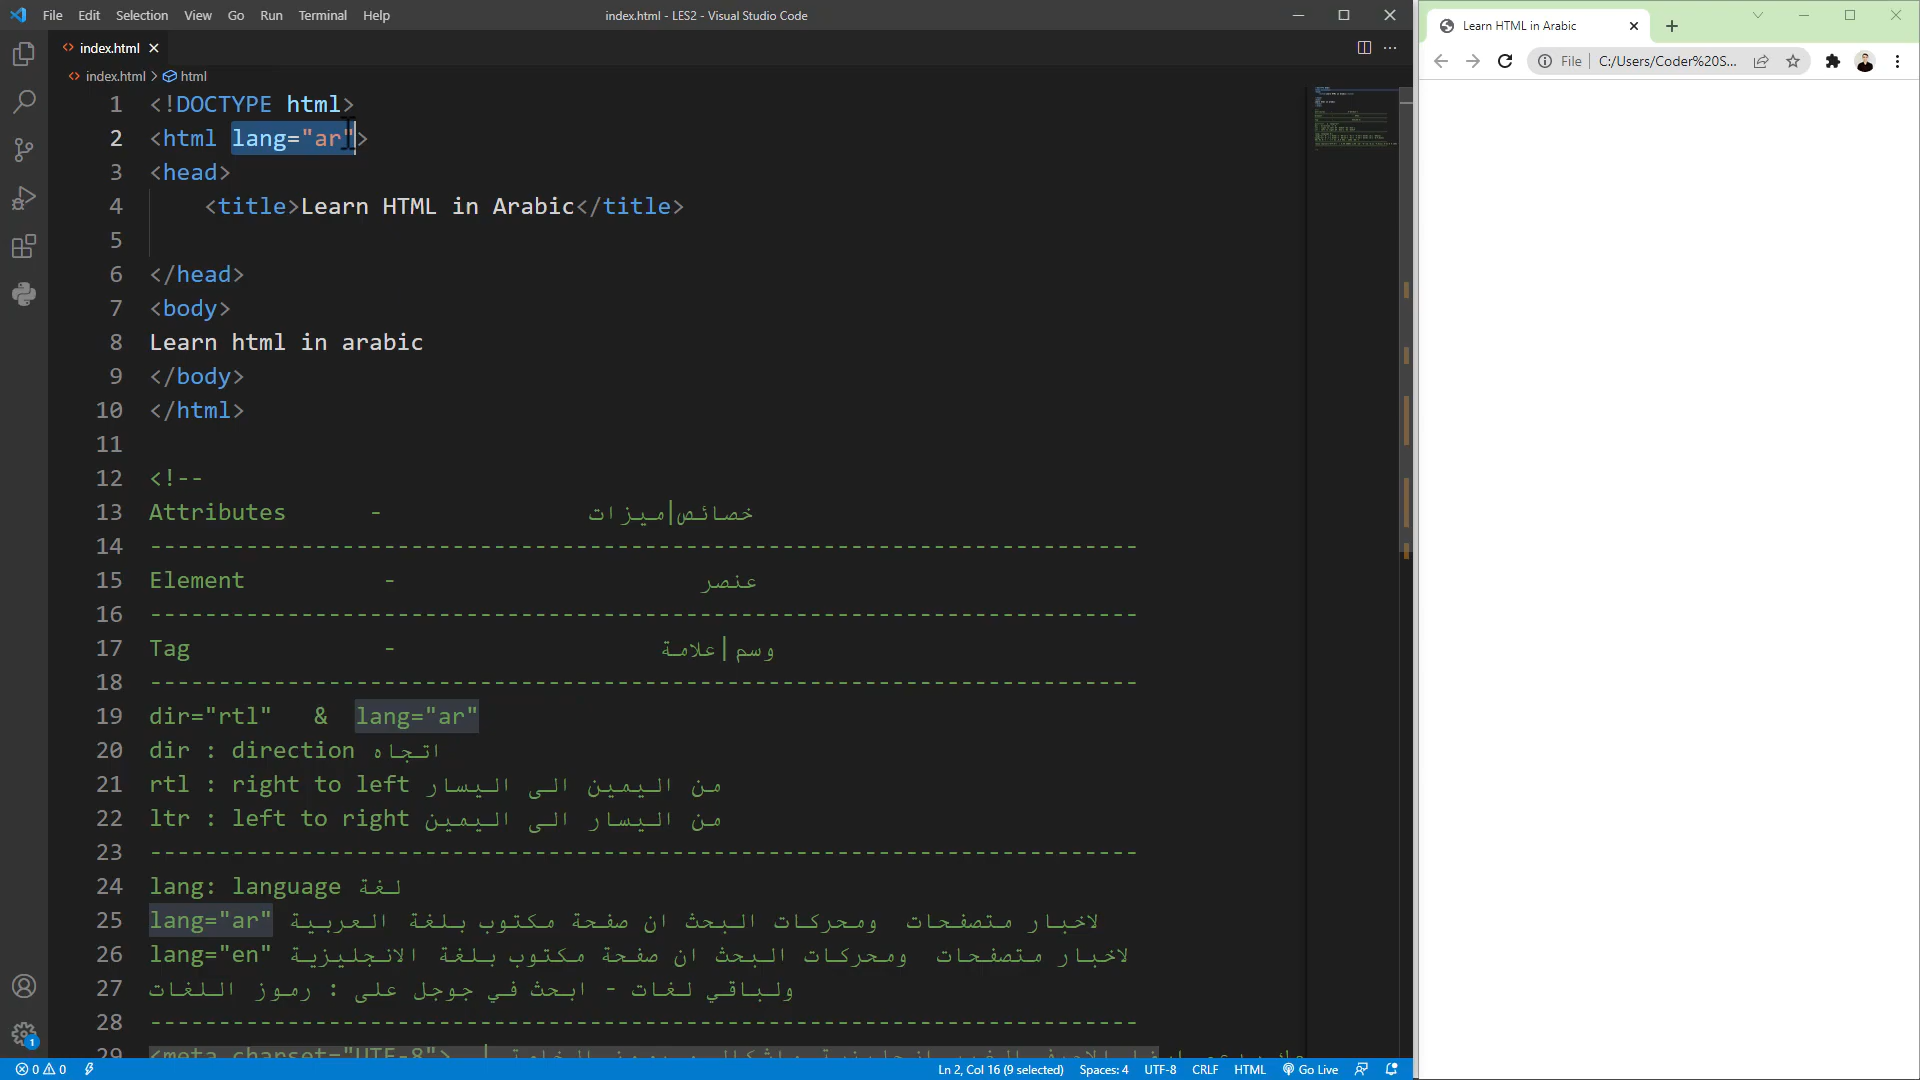 File Edit Selection View Go Run Terminal Help
index.html - LES2 - Visual Studio Code
index.html
index.html > html
1 <!DOCTYPE html>
2 <html lang="ar">
3 <head>
4 <title>Learn HTML in Arabic</title>
5
6 </head>
7 <body>
8 Learn html in arabic
9 </body>
10 </html>
11
12 <!--
13 Attributes - خصائص|ميزات
14 ------------------------------------------------------------------------
15 Element - عنصر
16 ------------------------------------------------------------------------
17 Tag - وسم|علامة
18 ------------------------------------------------------------------------
19 dir="rtl" & lang="ar"
20 dir : direction اتجاه
21 rtl : right to left من اليمين الى اليسار
22 ltr : left to right من اليسار الى اليمين
23 ------------------------------------------------------------------------
24 lang: language لغة
25 lang="ar" لاخبار متصفحات ومحركات البحث ان صفحة مكتوب بلغة العربية
26 lang="en" لاخبار متصفحات ومحركات البحث ان صفحة مكتوب بلغة الانجليزية
27 ولباقي لغات - ابحث في جوجل على : رموز اللغات
28 ------------------------------------------------------------------------
29 <meta charset="UTF-8"> |
0 0 Ln 2, Col 16 (9 selected) Spaces: 4 UTF-8 CRLF HTML Go Live
1
Learn HTML in Arabic
File C:/Users/Coder%20S...